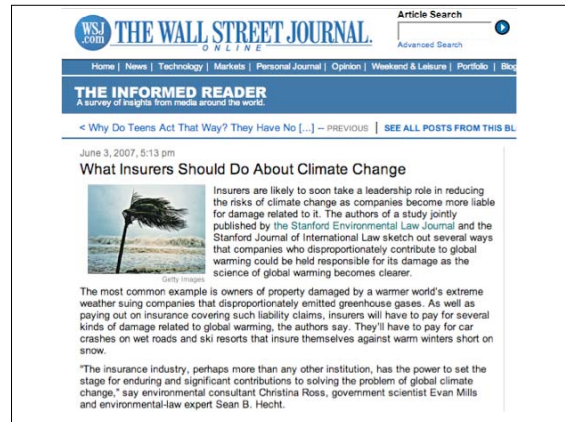 WSJ
.com
THE WALL STREET JOURNAL.
ONLINE
Article Search
Advanced Search
Home | News | Technology | Markets | Personal Journal | Opinion | Weekend & Leisure | Portfolio | Blog
THE INFORMED READER
A survey of insights from media around the world.
< Why Do Teens Act That Way? They Have No [...] – PREVIOUS | SEE ALL POSTS FROM THIS BL
June 3, 2007, 5:13 pm
What Insurers Should Do About Climate Change
Insurers are likely to soon take a leadership role in reducing
the risks of climate change as companies become more liable
for damage related to it. The authors of a study jointly
published by the Stanford Environmental Law Journal and the
Stanford Journal of International Law sketch out several ways
that companies who disproportionately contribute to global
warming could be held responsible for its damage as the
science of global warming becomes clearer.
Getty Images
The most common example is owners of property damaged by a warmer world's extreme
weather suing companies that disproportionately emitted greenhouse gases. As well as
paying out on insurance covering such liability claims, insurers will have to pay for several
kinds of damage related to global warming, the authors say. They'll have to pay for car
crashes on wet roads and ski resorts that insure themselves against warm winters short on
snow.
"The insurance industry, perhaps more than any other institution, has the power to set the
stage for enduring and significant contributions to solving the problem of global climate
change," say environmental consultant Christina Ross, government scientist Evan Mills
and environmental-law expert Sean B. Hecht.